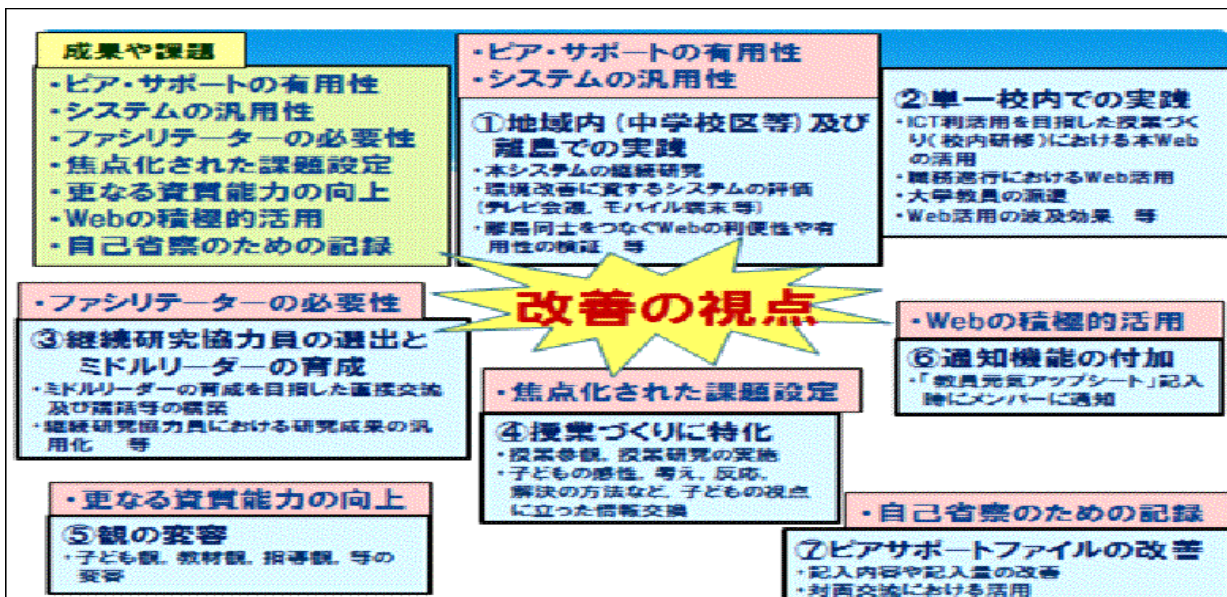 成果や課題
・ピア・サポートの有用性
・システムの汎用性
・ファシリテーターの必要性
・焦点化された課題設定
・更なる資質能力の向上
・Webの積極的活用
・自己省察のための記録
・ピア・サポートの有用性
・システムの汎用性
①地域内（中学校区等）及び
離島での実践
・本システムの継続研究
・環境改善に資するシステムの評価
（テレビ会議，モバイル端末等）
・離島同士をつなぐWebの利便性や有
用性の検証　等
②単一校内での実践
・ICT利活用を目指した授業づく
り（校内研修）における本Web
の活用
・職務遂行におけるWeb活用
・大学教員の派遣
・Web活用の波及効果　等
改善の視点
・ファシリテーターの必要性
③継続研究協力員の選出と
ミドルリーダーの育成
・ミドルリーダーの育成を目指した直接交流
及び講話等の構築
・継続研究協力員における研究成果の汎
用化　等
・焦点化された課題設定
④授業づくりに特化
・授業参観，授業研究の実施
・子どもの感性，考え，反応，
解決の方法など，子どもの視点
に立った情報交換
・Webの積極的活用
⑥通知機能の付加
・「教員元気アップシート」記入
時にメンバーに通知
・更なる資質能力の向上
⑤観の変容
・子ども観，教材観，指導観，等の
変容
・自己省察のための記録
⑦ピアサポートファイルの改善
・記入内容や記入量の改善
・対面交流における活用